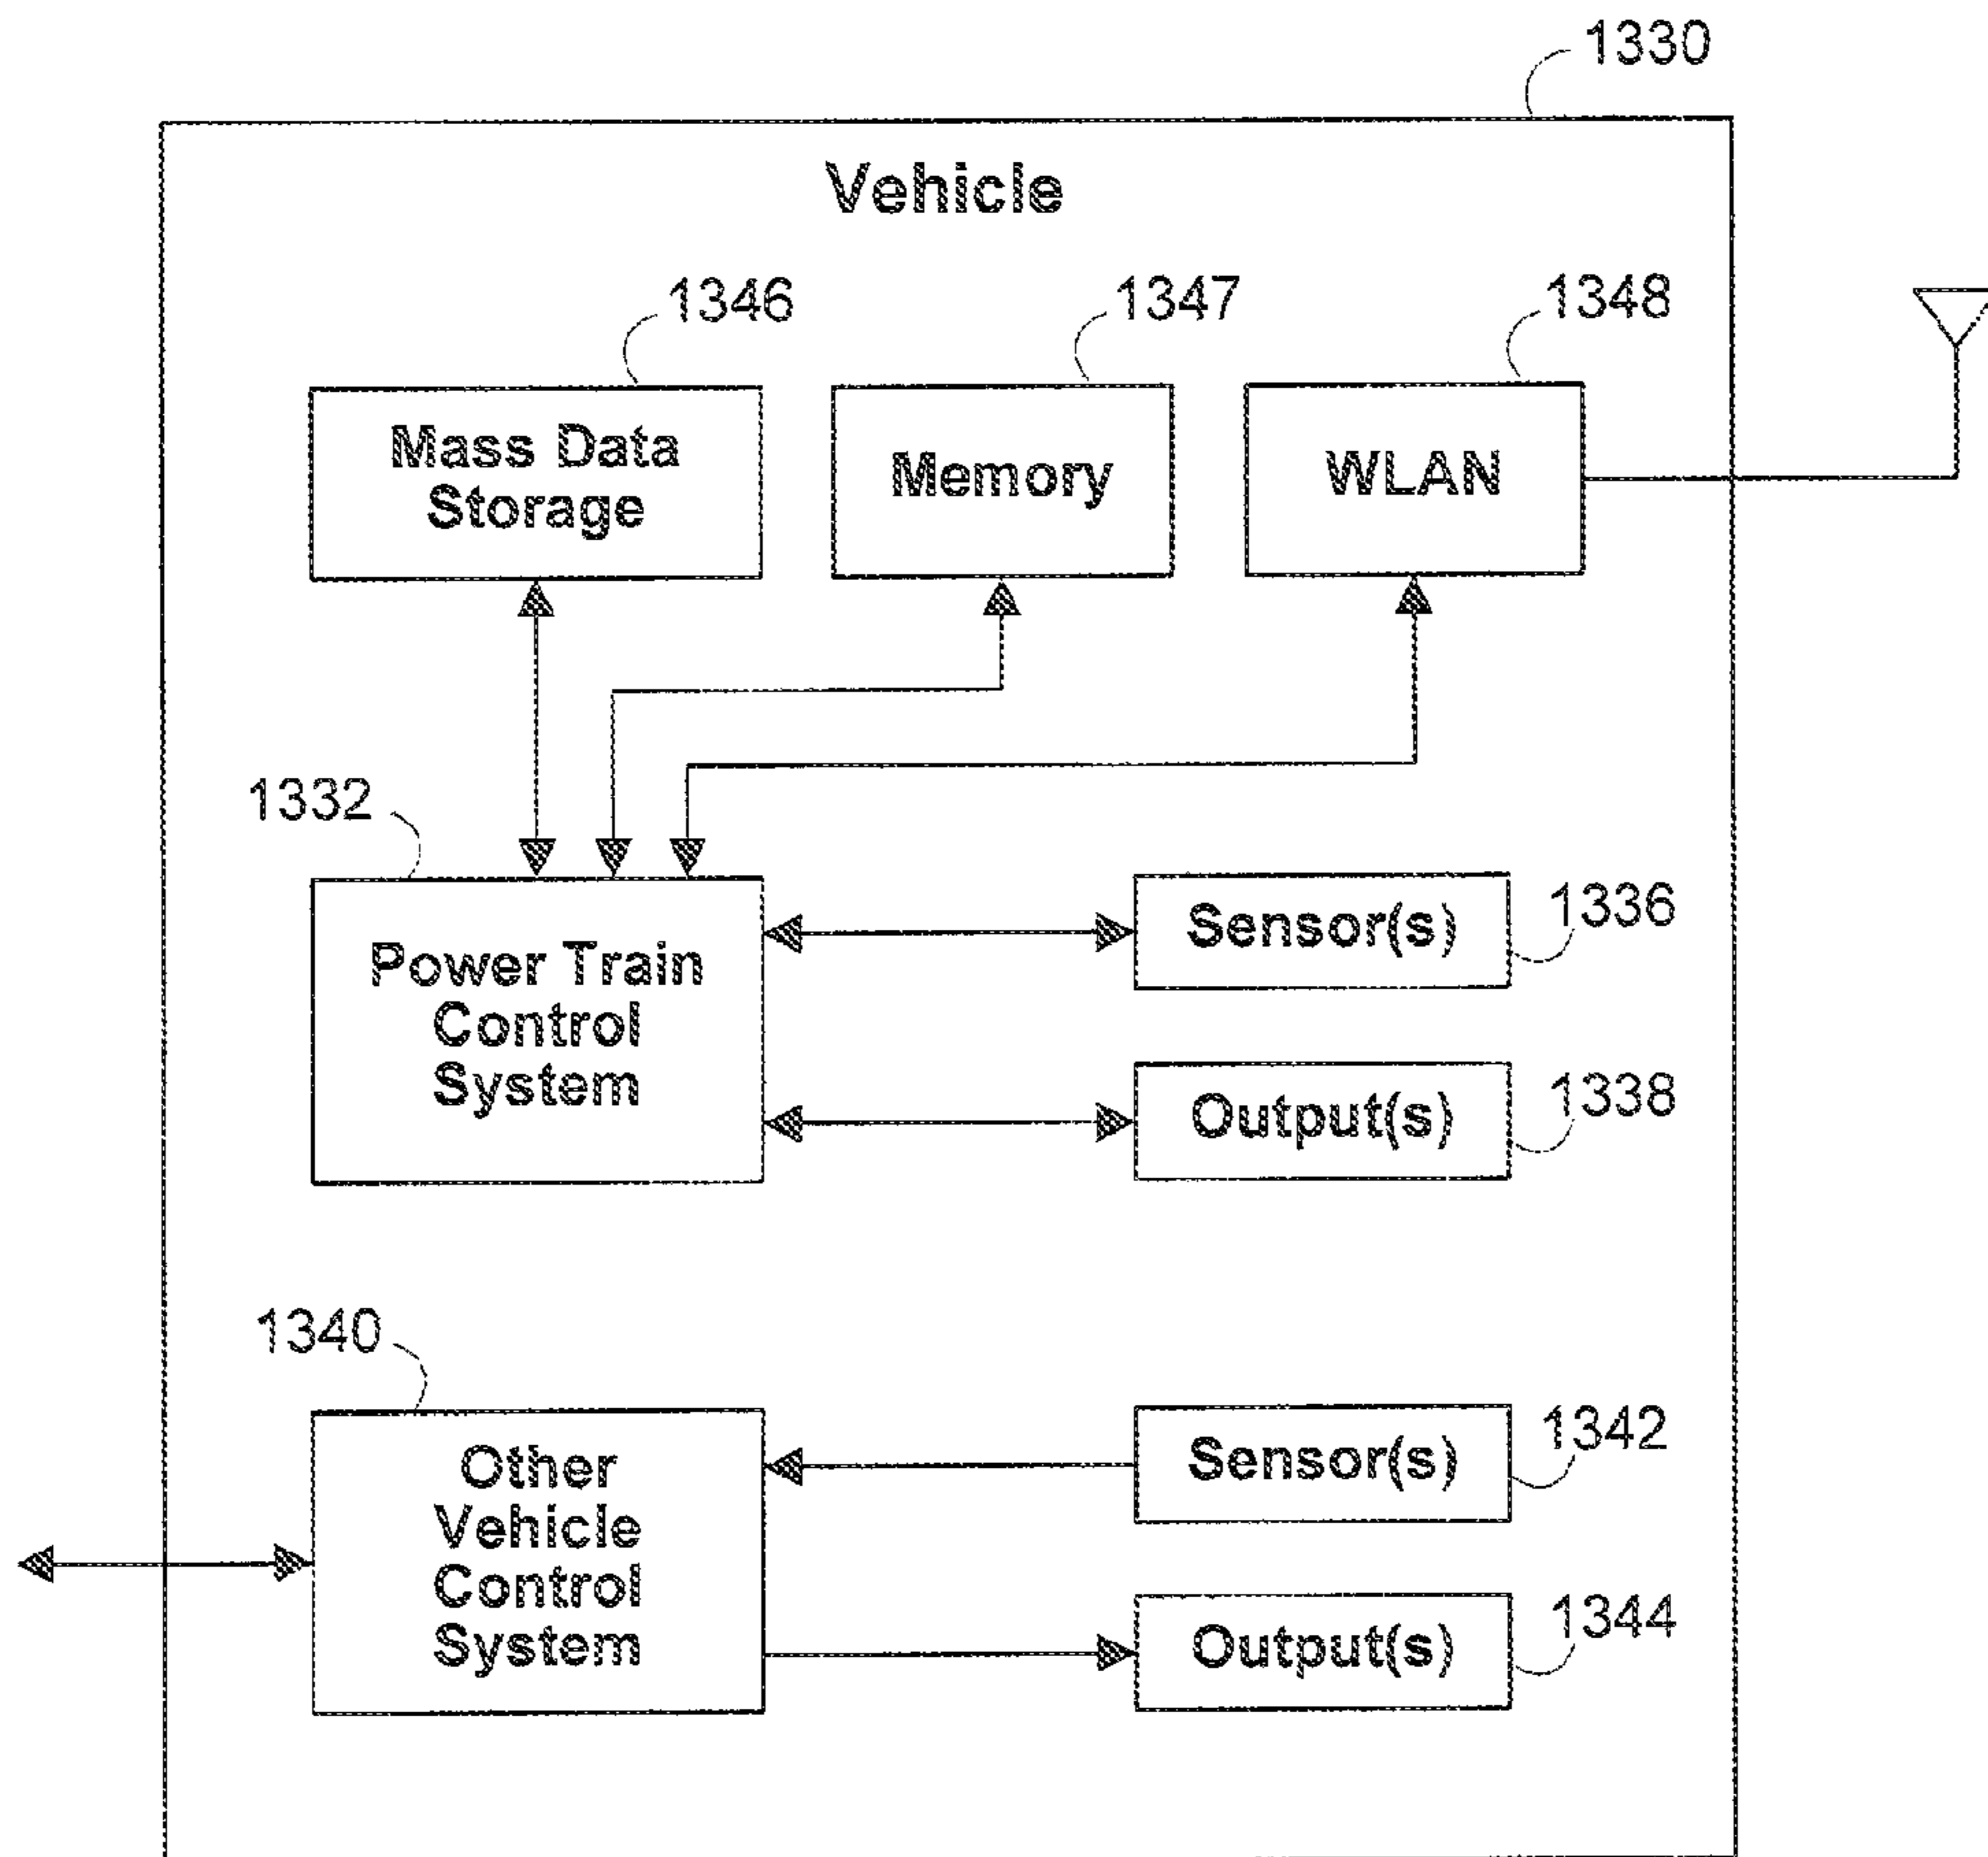 1330
Vehicle
1346
1347
1348
Mass Data
Storage
Memory
WLAN
1332
Power Train
Control
System
Sensor(s)
1336
Output(s)
1338
1340
Other
Vehicle
Control
System
Sensor(s)
1342
Output(s)
1344